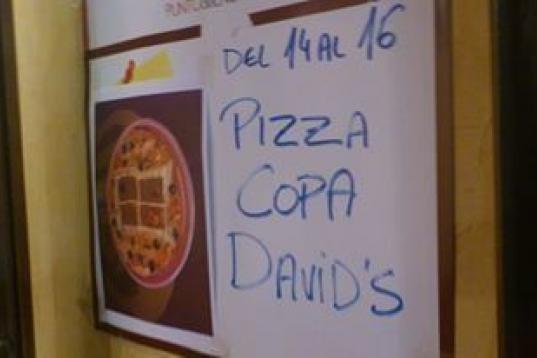 DEL 14 AL 16
PIZZA
COPA
DAVID'S